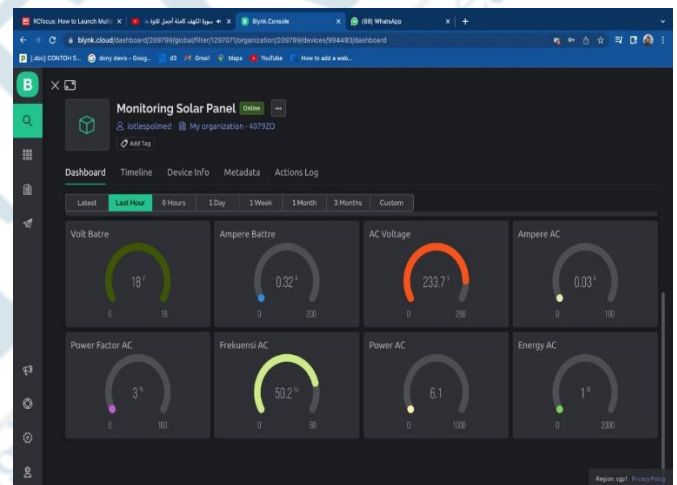 RCfocus: How to Launch Multi
Blynk.Console
(69) WhatsApp
blynk.cloud/dashboard/209799/global/filter/1297071/organization/209799/devices/994493/dashboard
[.doc] CONTOH S...
dony davis - Goog...
d3
Gmail
Maps
YouTube
How to add a web...
B
Monitoring Solar Panel Online
iotlespolmed My organization - 4079ZO
Add Tag
Dashboard Timeline Device Info Metadata Actions Log
Latest Last Hour 6 Hours 1 Day 1 Week 1 Month 3 Months Custom
Volt Batre
18 V
0 18
Ampere Battre
0.32 A
0 200
AC Voltage
233.7 V
0 280
Ampere AC
0.03 A
0 100
Power Factor AC
3 %
0 100
Frekuensi AC
50.2 Hz
0 90
Power AC
6.1
0 1000
Energy AC
1
0 2000
Region: sgp1 Privacy Policy